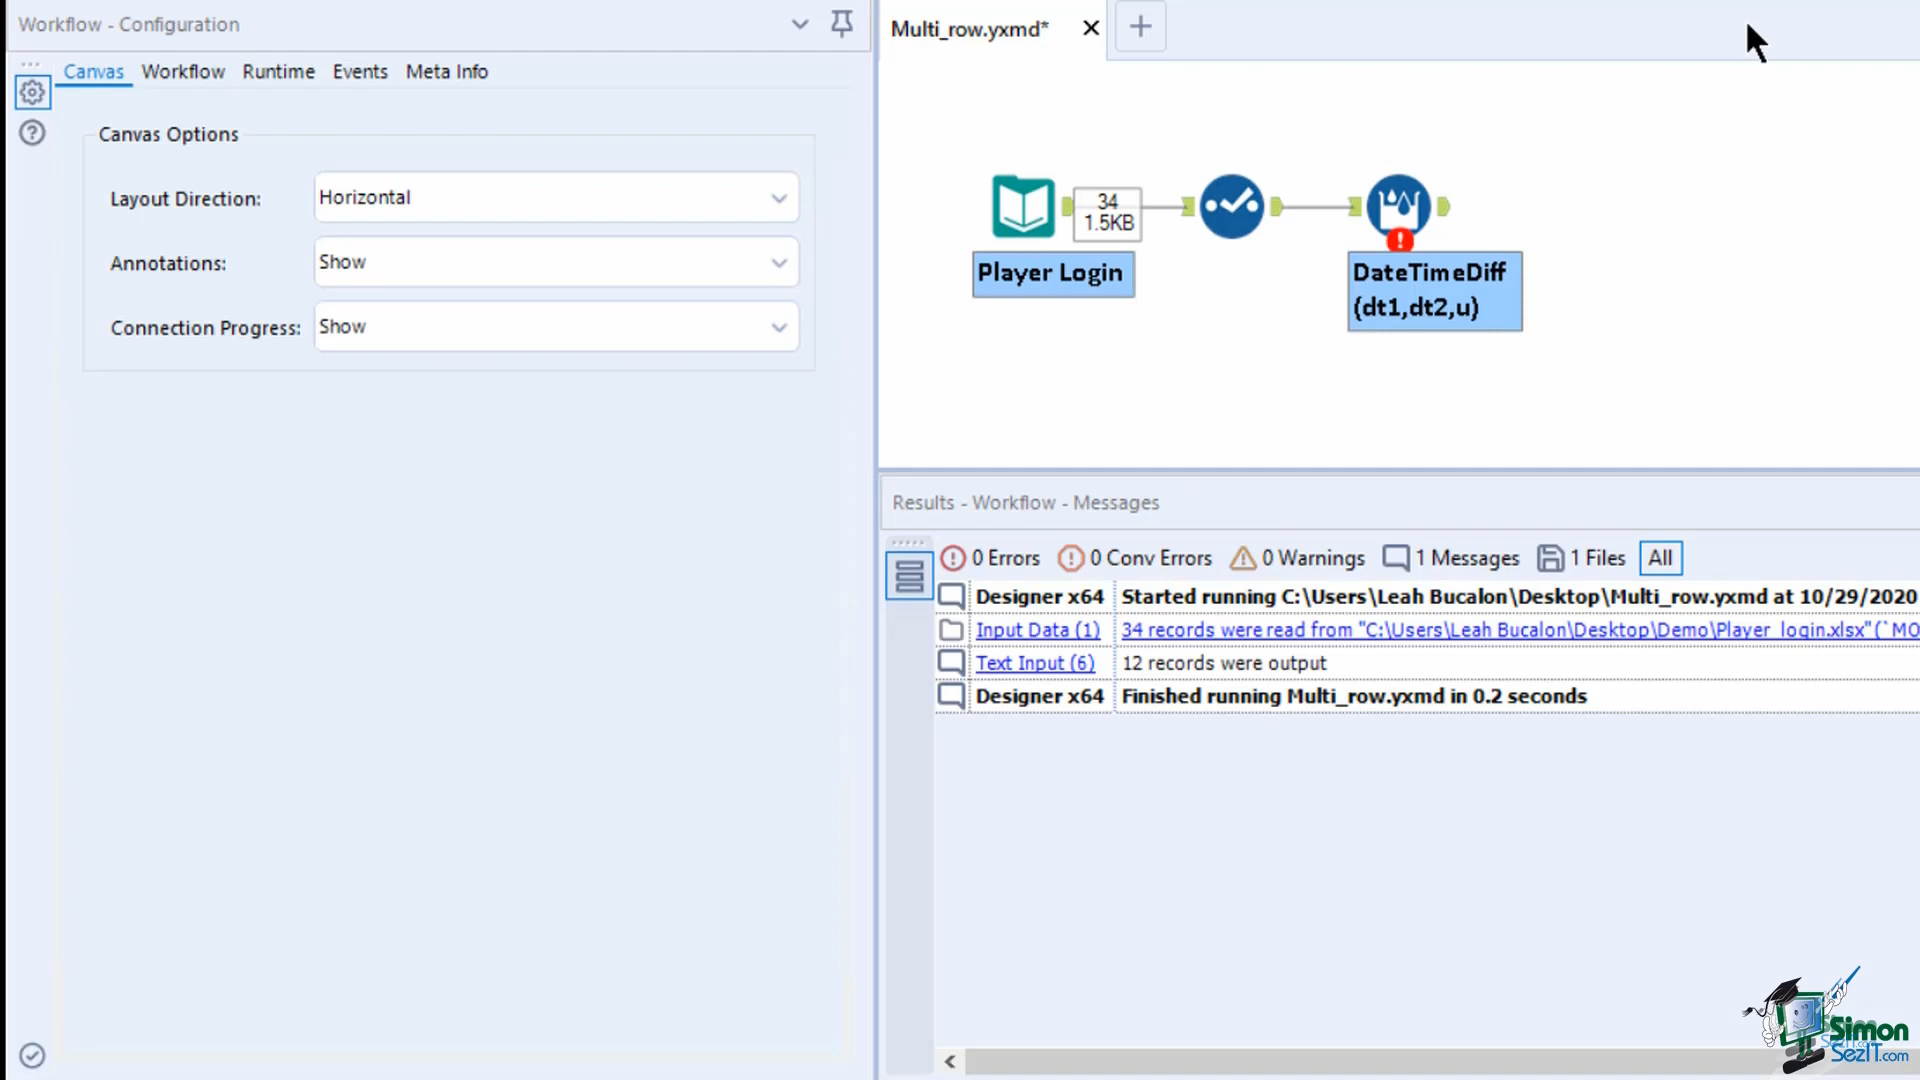 Workflow - Configuration
Canvas Workflow Runtime Events Meta Info
Canvas Options
Layout Direction: Horizontal
Annotations: Show
Connection Progress: Show
Multi_row.yxmd*
34
1.5KB
Player Login
DateTimeDiff
(dt1,dt2,u)
Results - Workflow - Messages
0 Errors 0 Conv Errors 0 Warnings 1 Messages 1 Files All
Designer x64 Started running C:\Users\Leah Bucalon\Desktop\Multi_row.yxmd at 10/29/2020
Input Data (1) 34 records were read from "C:\Users\Leah Bucalon\Desktop\Demo\Player_login.xlsx"(`MO
Text Input (6) 12 records were output
Designer x64 Finished running Multi_row.yxmd in 0.2 seconds
Simon
SezIT.com